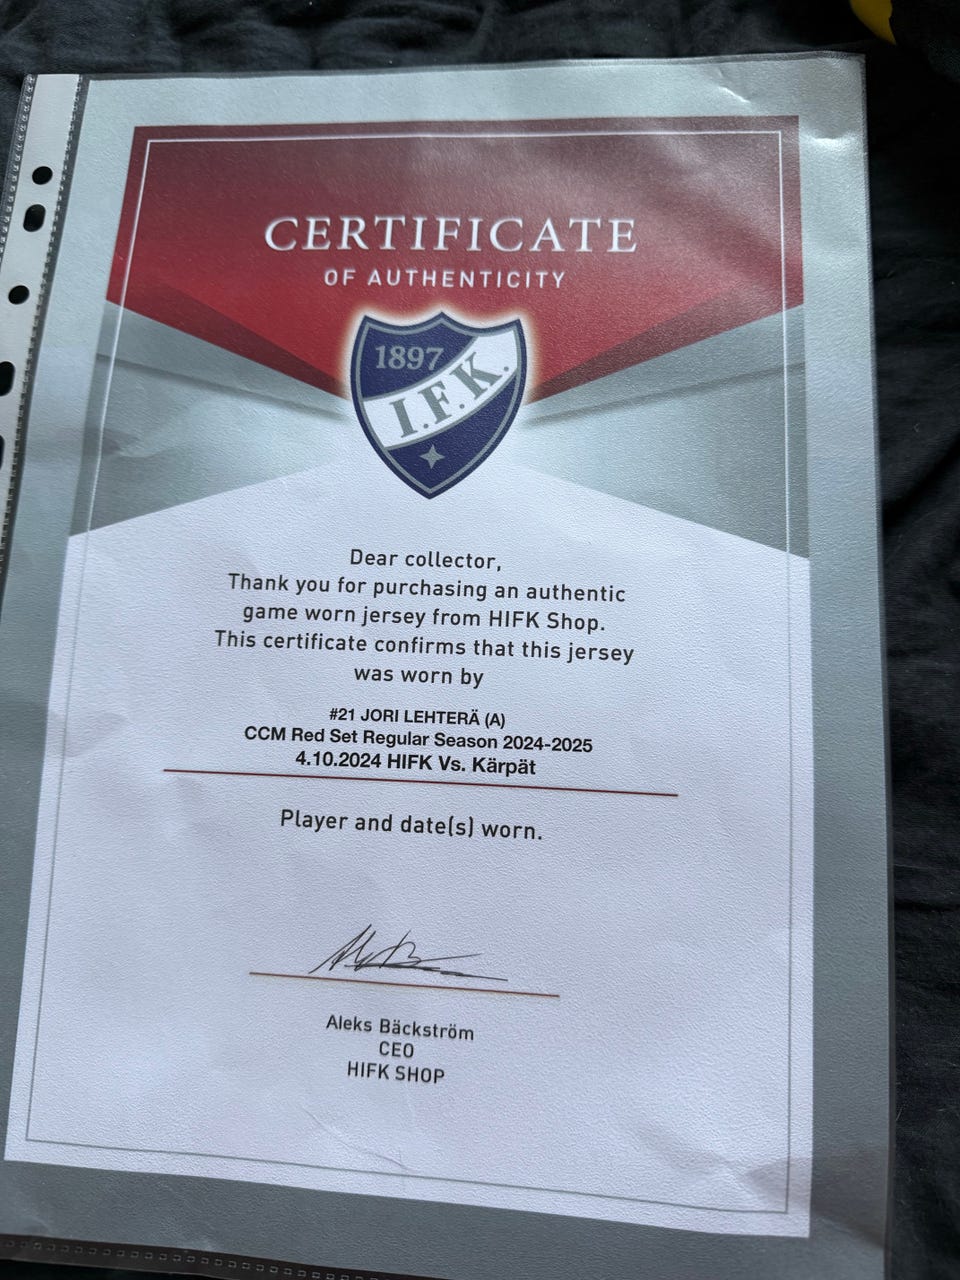 CERTIFICATE
OF AUTHENTICITY
1897
I.F.K.
Dear collector,
Thank you for purchasing an authentic
game worn jersey from HIFK Shop.
This certificate confirms that this jersey
was worn by
#21 JORI LEHTERÄ (A)
CCM Red Set Regular Season 2024-2025
4.10.2024 HIFK Vs. Kärpät
Player and date(s) worn.
Aleks Bäckström
CEO
HIFK SHOP